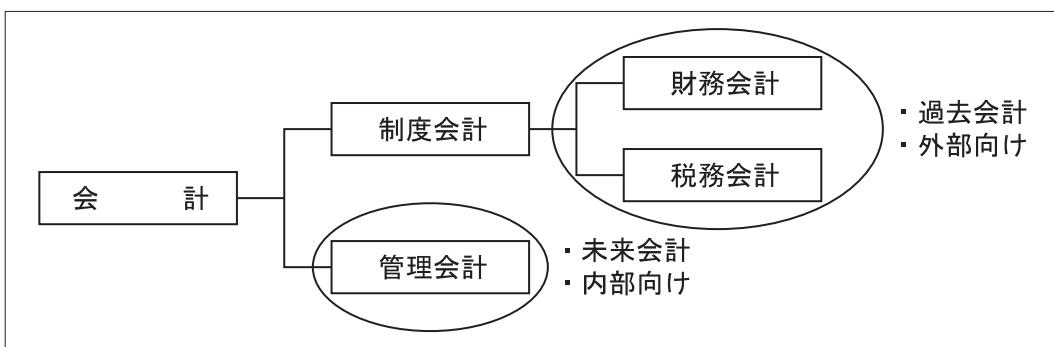 財務会計
制度会計
・過去会計
・外部向け
税務会計
会　計
管理会計
・未来会計
・内部向け